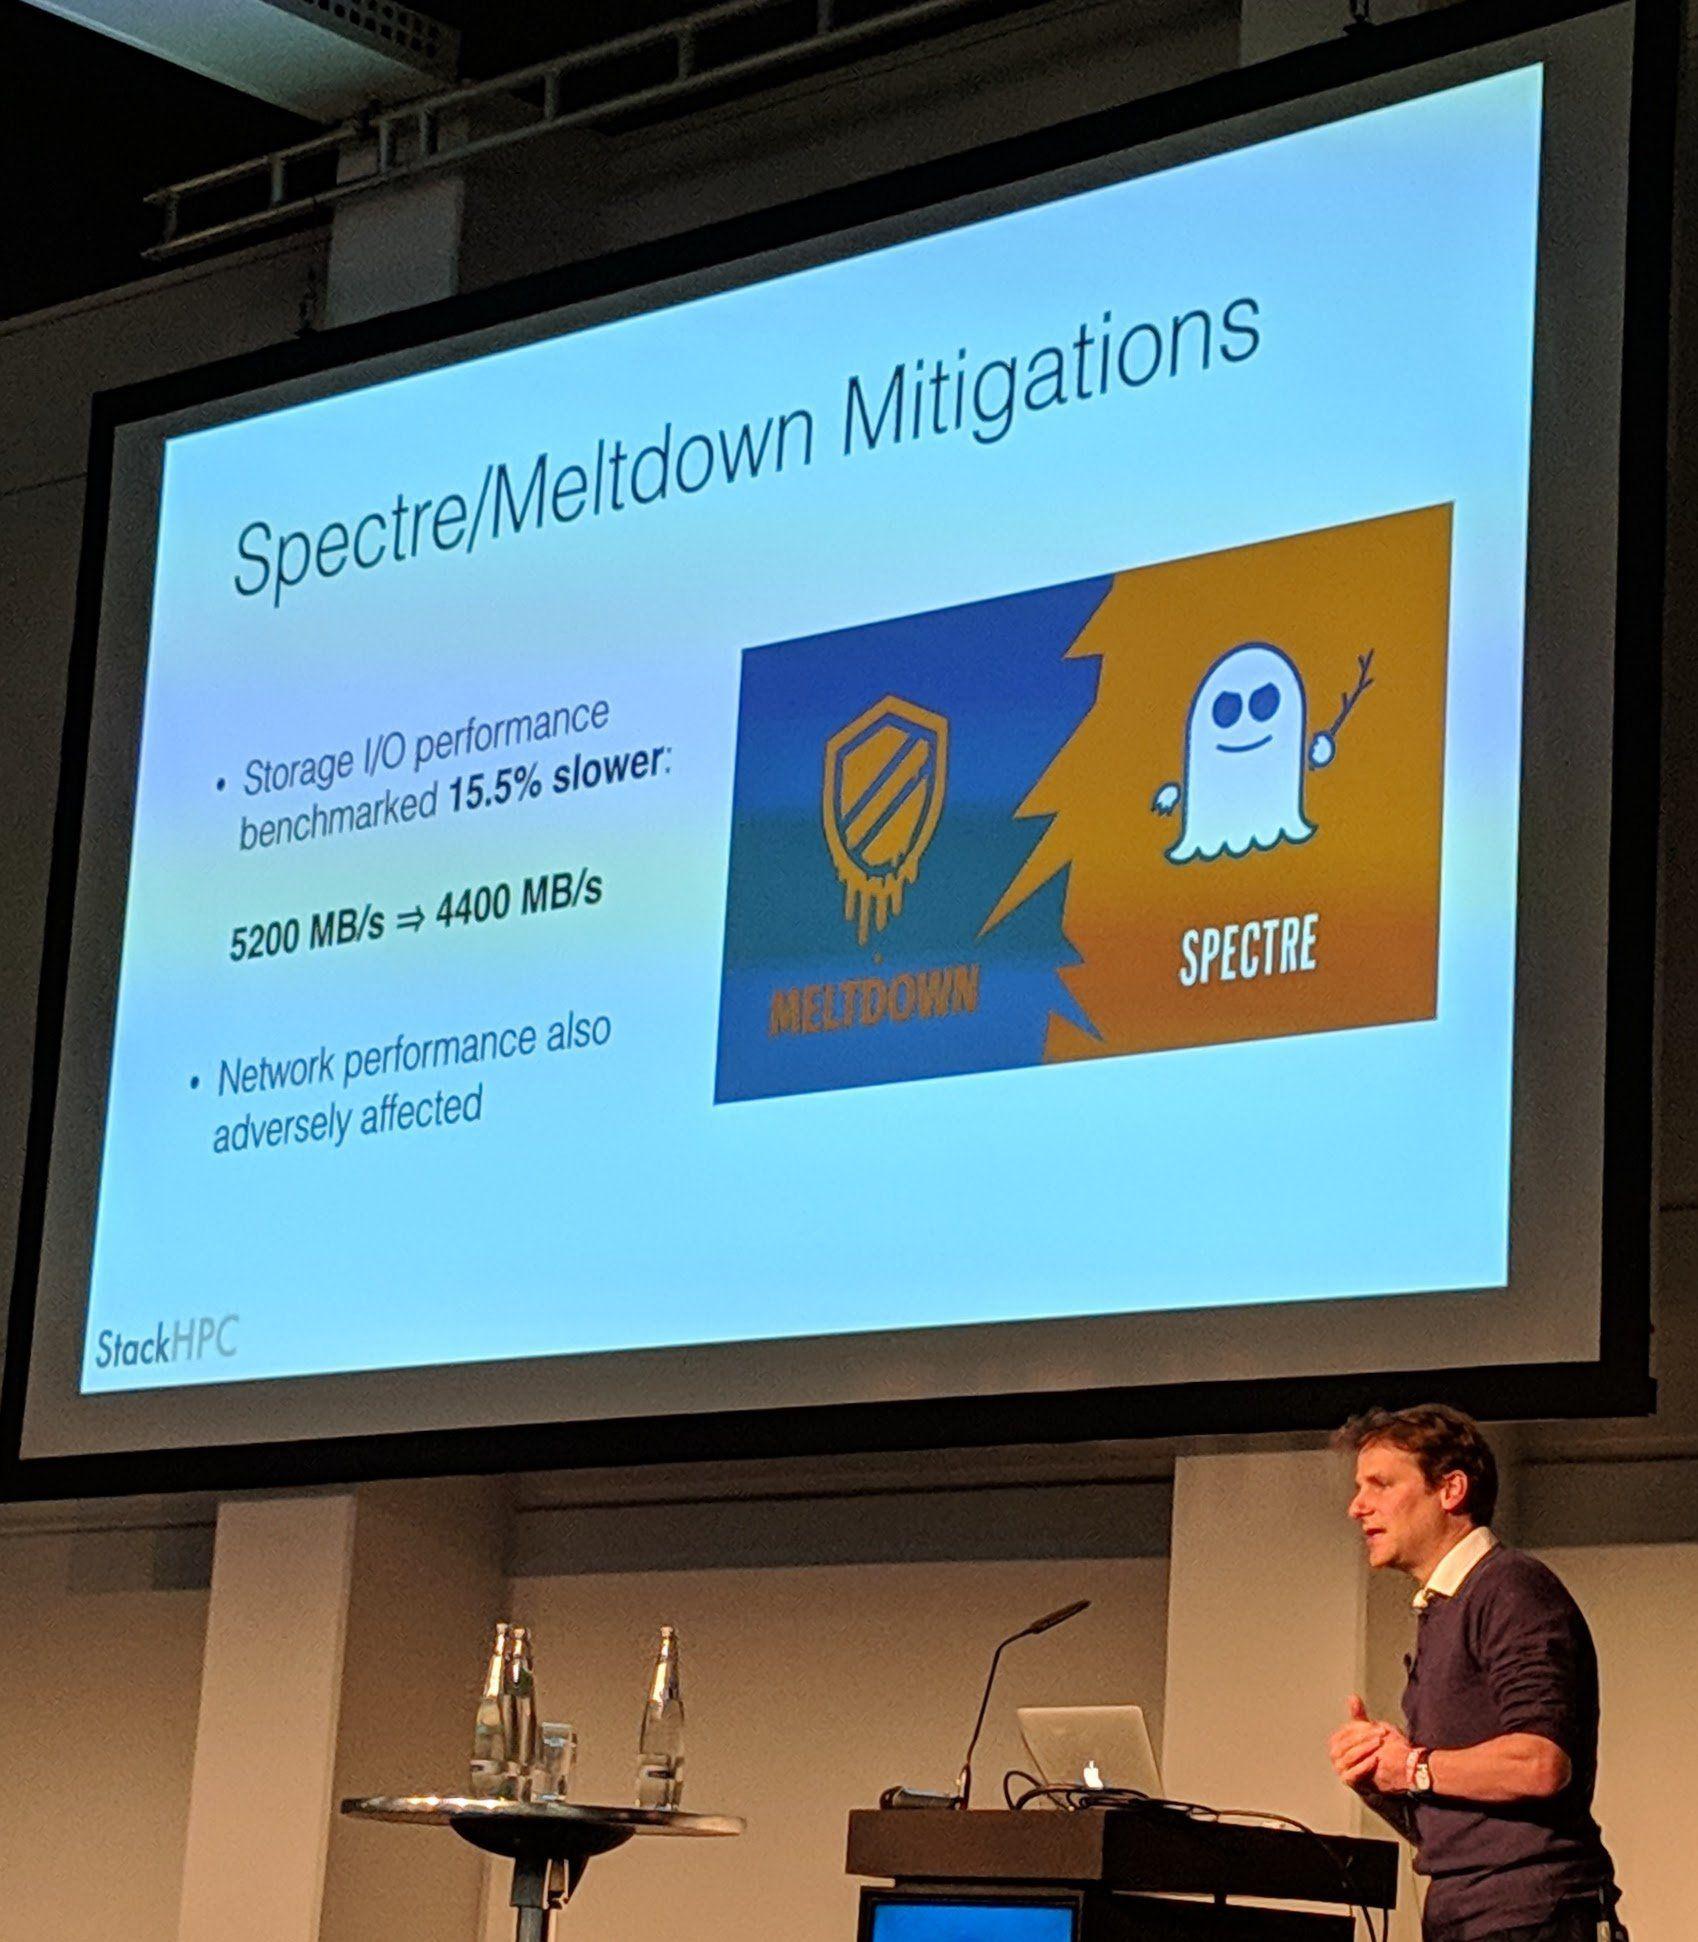 Spectre/Meltdown Mitigations
• Storage I/O performance
benchmarked 15.5% slower:
5200 MB/s ⇒ 4400 MB/s
• Network performance also
adversely affected
MELTDOWN
SPECTRE
StackHPC